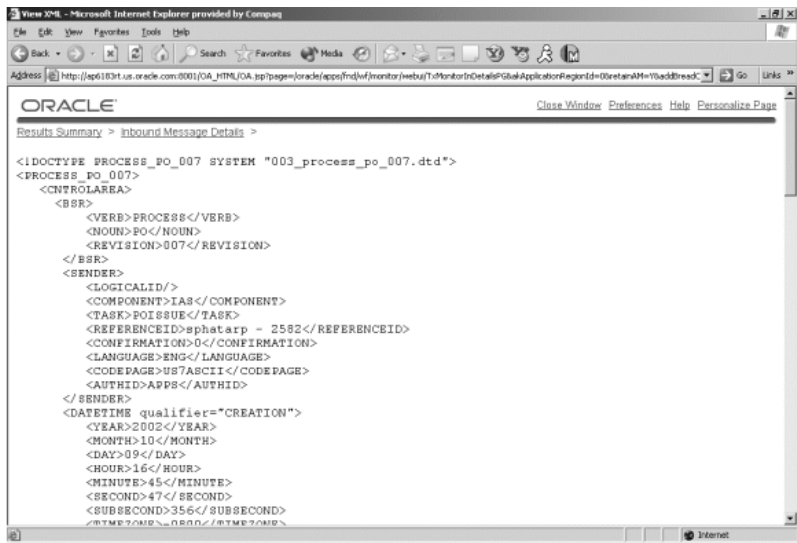 View XML - Microsoft Internet Explorer provided by Compaq
File Edit View Favorites Tools Help
Back Search Favorites Media
Address http://ap6183rt.us.oracle.com:8001/OA_HTML/OA.jsp?page=/oracle/apps/fnd/wf/monitor/webui/TxMonitorInDetailsPG&akApplicationRegionId=0&retainAM=Y&addBreadC Go Links »
ORACLE
Close Window Preferences Help Personalize Page
Results Summary > Inbound Message Details >
<!DOCTYPE PROCESS_PO_007 SYSTEM "003_process_po_007.dtd">
<PROCESS_PO_007>
<CNTROLAREA>
<BSR>
<VERB>PROCESS</VERB>
<NOUN>PO</NOUN>
<REVISION>007</REVISION>
</BSR>
<SENDER>
<LOGICALID/>
<COMPONENT>IAS</COMPONENT>
<TASK>POISSUE</TASK>
<REFERENCEID>sphatarp - 2582</REFERENCEID>
<CONFIRMATION>0</CONFIRMATION>
<LANGUAGE>ENG</LANGUAGE>
<CODEPAGE>US7ASCII</CODEPAGE>
<AUTHID>APPS</AUTHID>
</SENDER>
<DATETIME qualifier="CREATION">
<YEAR>2002</YEAR>
<MONTH>10</MONTH>
<DAY>09</DAY>
<HOUR>16</HOUR>
<MINUTE>45</MINUTE>
<SECOND>47</SECOND>
<SUBSECOND>356</SUBSECOND>
<TIMEZONE>-0800</TIMEZONE>
Internet